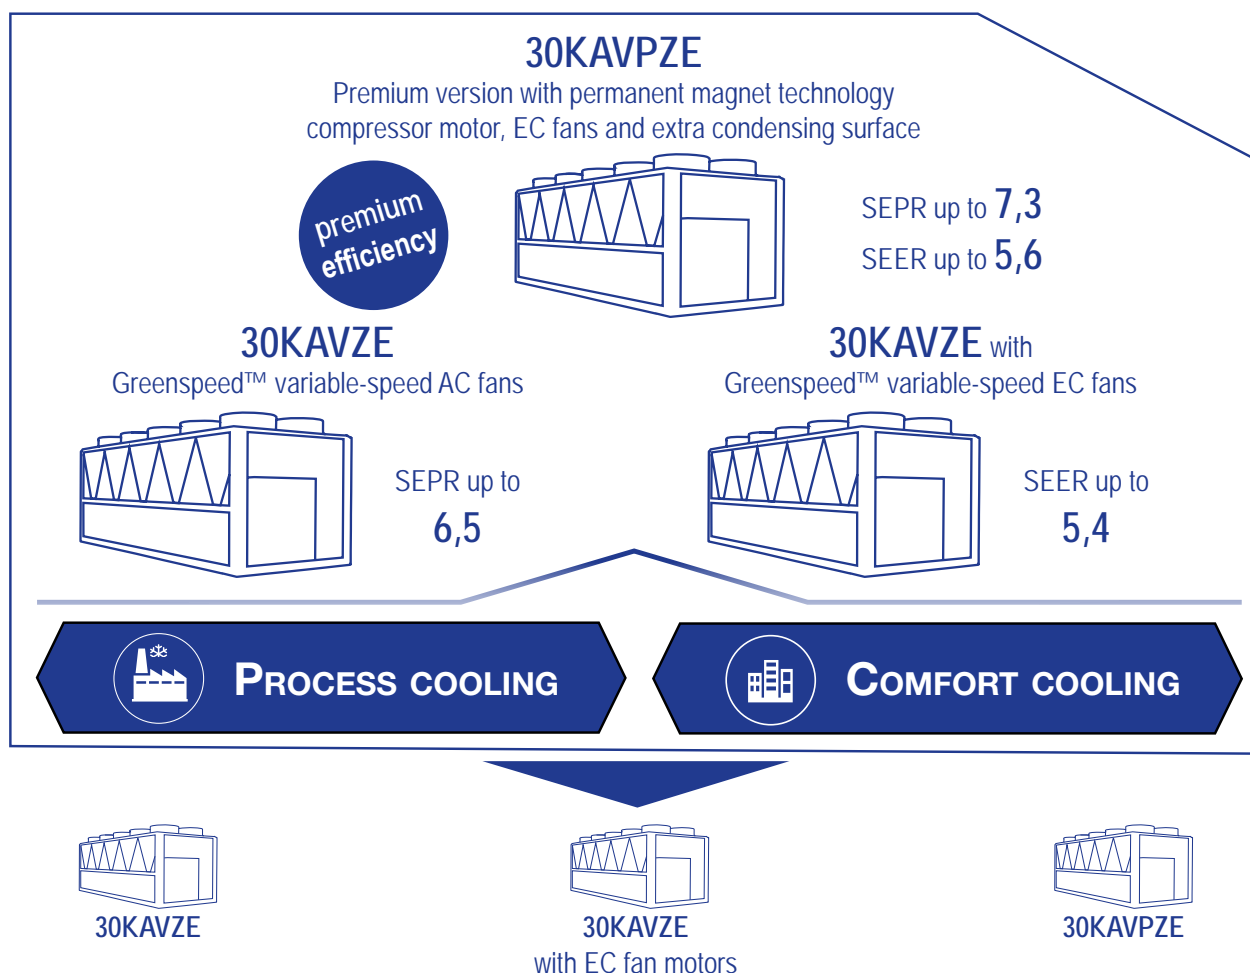 30KAVPZE
Premium version with permanent magnet technology
compressor motor, EC fans and extra condensing surface
premium
efficiency
SEPR up to 7,3
SEER up to 5,6
30KAVZE
Greenspeed™ variable-speed AC fans
SEPR up to
6,5
30KAVZE with
Greenspeed™ variable-speed EC fans
SEER up to
5,4
PROCESS COOLING
COMFORT COOLING
30KAVZE
30KAVZE
with EC fan motors
30KAVPZE